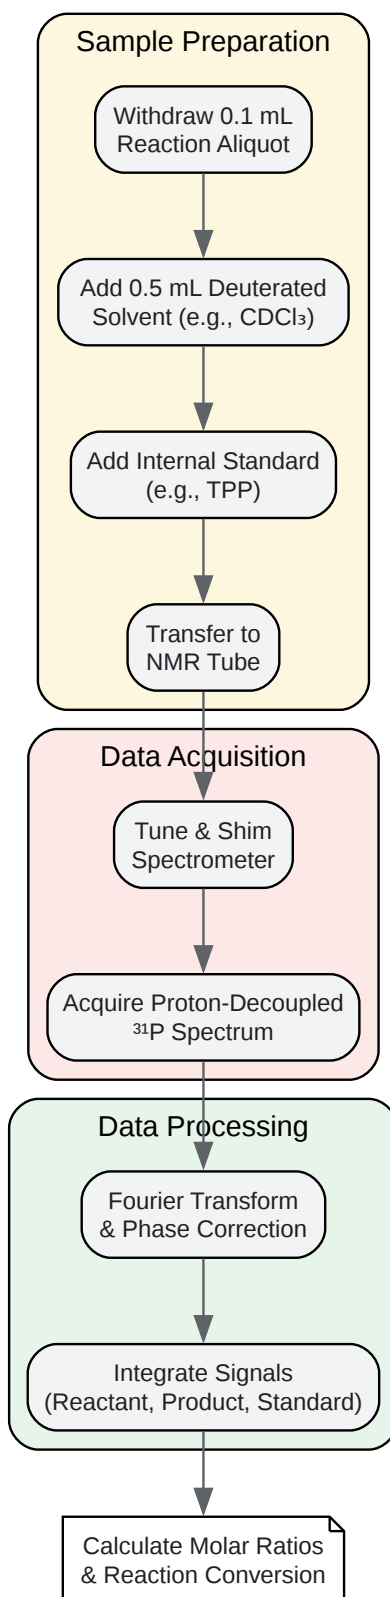 Sample Preparation
Withdraw 0.1 mL
Reaction Aliquot
Add 0.5 mL Deuterated
Solvent (e.g., CDCl₃)
Add Internal Standard
(e.g., TPP)
Transfer to
NMR Tube
Data Acquisition
Tune & Shim
Spectrometer
Acquire Proton-Decoupled
³¹P Spectrum
Data Processing
Fourier Transform
& Phase Correction
Integrate Signals
(Reactant, Product, Standard)
Calculate Molar Ratios
& Reaction Conversion